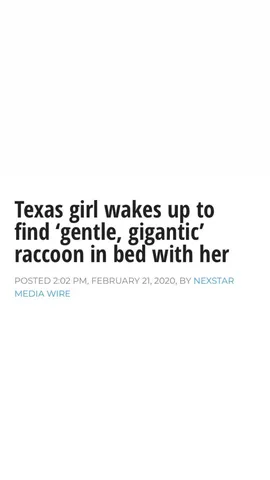 Texas girl wakes up to
find ‘gentle, gigantic’
raccoon in bed with her
POSTED 2:02 PM, FEBRUARY 21, 2020, BY NEXSTAR
MEDIA WIRE